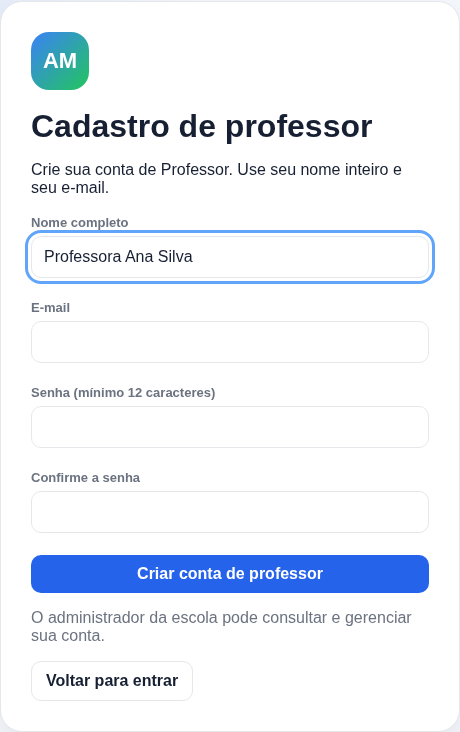 AM
Cadastro de professor
Crie sua conta de Professor. Use seu nome inteiro e
seu e-mail.
Nome completo
Professora Ana Silva
E-mail
Senha (mínimo 12 caracteres)
Confirme a senha
Criar conta de professor
O administrador da escola pode consultar e gerenciar
sua conta.
Voltar para entrar